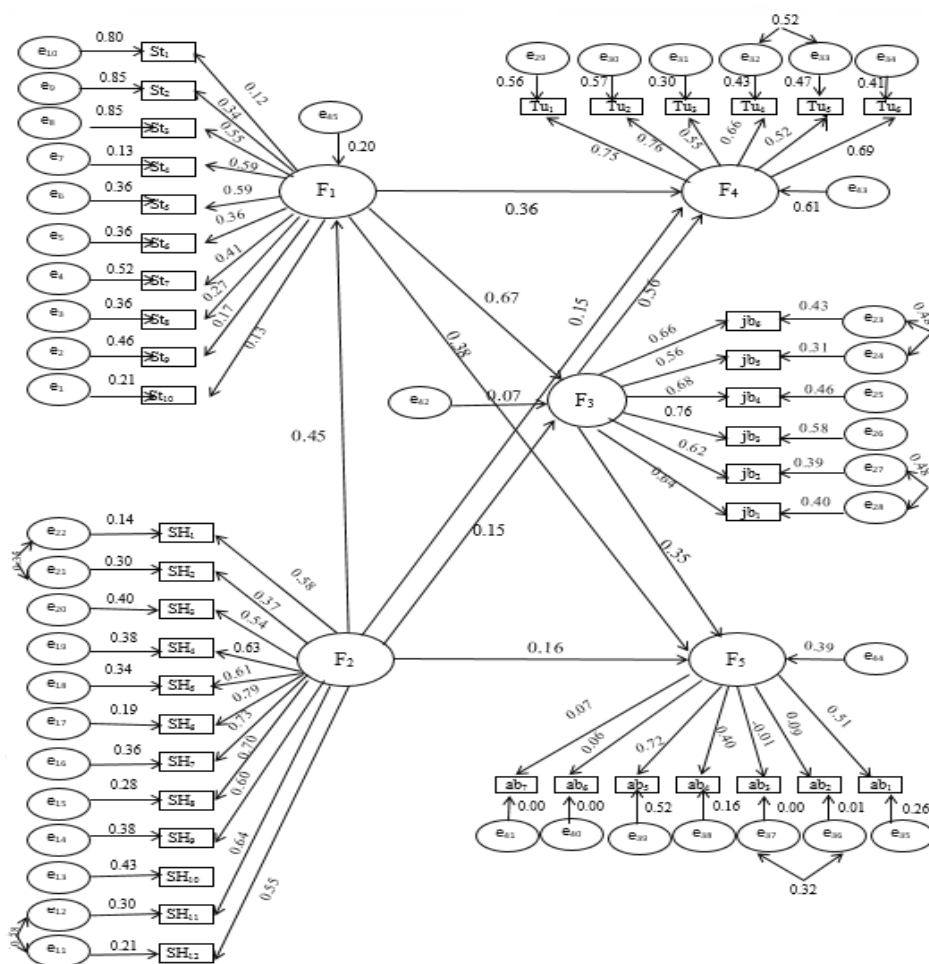 0.80
e₁₀
St₁
0.85
e₉
St₂
0.85
e₈
St₃
0.13
e₇
St₄
0.36
e₆
St₅
0.36
e₅
St₆
0.52
e₄
St₇
0.36
e₃
St₈
0.46
e₂
St₉
0.21
e₁
St₁₀
0.12
0.34
0.55
0.59
0.59
0.36
0.41
0.27
0.17
0.13
e₄₅
0.20
F₁
0.52
e₂₉
e₃₀
e₃₁
e₃₂
e₃₃
e₃₄
0.56
0.57
0.30
0.43
0.47
0.41
Tu₁
Tu₂
Tu₃
Tu₄
Tu₅
Tu₆
0.75
0.76
0.55
0.66
0.52
0.69
F₄
e₄₃
0.61
0.36
0.67
0.38
0.15
0.56
0.45
0.15
0.35
0.16
e₄₂
0.07
F₃
0.66
jb₆
0.43
e₂₃
0.48
0.56
jb₅
0.31
e₂₄
0.68
jb₄
0.46
e₂₅
0.76
jb₃
0.58
e₂₆
0.62
jb₂
0.39
e₂₇
0.48
0.64
jb₁
0.40
e₂₈
0.14
e₂₂
SH₁
0.35
0.30
e₂₁
SH₂
0.40
e₂₀
SH₃
0.38
e₁₉
SH₄
0.34
e₁₈
SH₅
0.19
e₁₇
SH₆
0.36
e₁₆
SH₇
0.28
e₁₅
SH₈
0.38
e₁₄
SH₉
0.43
e₁₃
SH₁₀
0.30
e₁₂
SH₁₁
0.21
e₁₁
SH₁₂
0.58
0.37
0.54
0.63
0.61
0.79
0.73
0.70
0.60
0.64
0.55
F₂
F₅
0.39
e₄₄
0.07
0.06
0.72
0.40
-0.01
0.09
0.51
ab₇
ab₆
ab₅
ab₄
ab₃
ab₂
ab₁
0.00
0.00
0.52
0.16
0.00
0.01
0.26
e₄₁
e₄₀
e₃₉
e₃₈
e₃₇
e₃₆
e₃₅
0.32